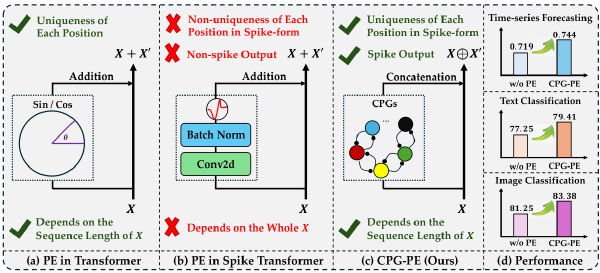 Uniqueness of
Each Position
X + X′
Addition
Sin / Cos
θ
X
Depends on the
Sequence Length of X
(a) PE in Transformer
Non-uniqueness of Each
Position in Spike-form
Non-spike Output
X + X′
Addition
Batch Norm
Conv2d
X
Depends on the Whole X
(b) PE in Spike Transformer
Uniqueness of Each
Position in Spike-form
Spike Output
X⊕X′
Concatenation
CPGs
...
X
Depends on the
Sequence Length of X
(c) CPG-PE (Ours)
Time-series Forecasting
0.719
0.744
w/o PE
CPG-PE
Text Classification
77.25
79.41
w/o PE
CPG-PE
Image Classification
81.25
83.38
w/o PE
CPG-PE
(d) Performance